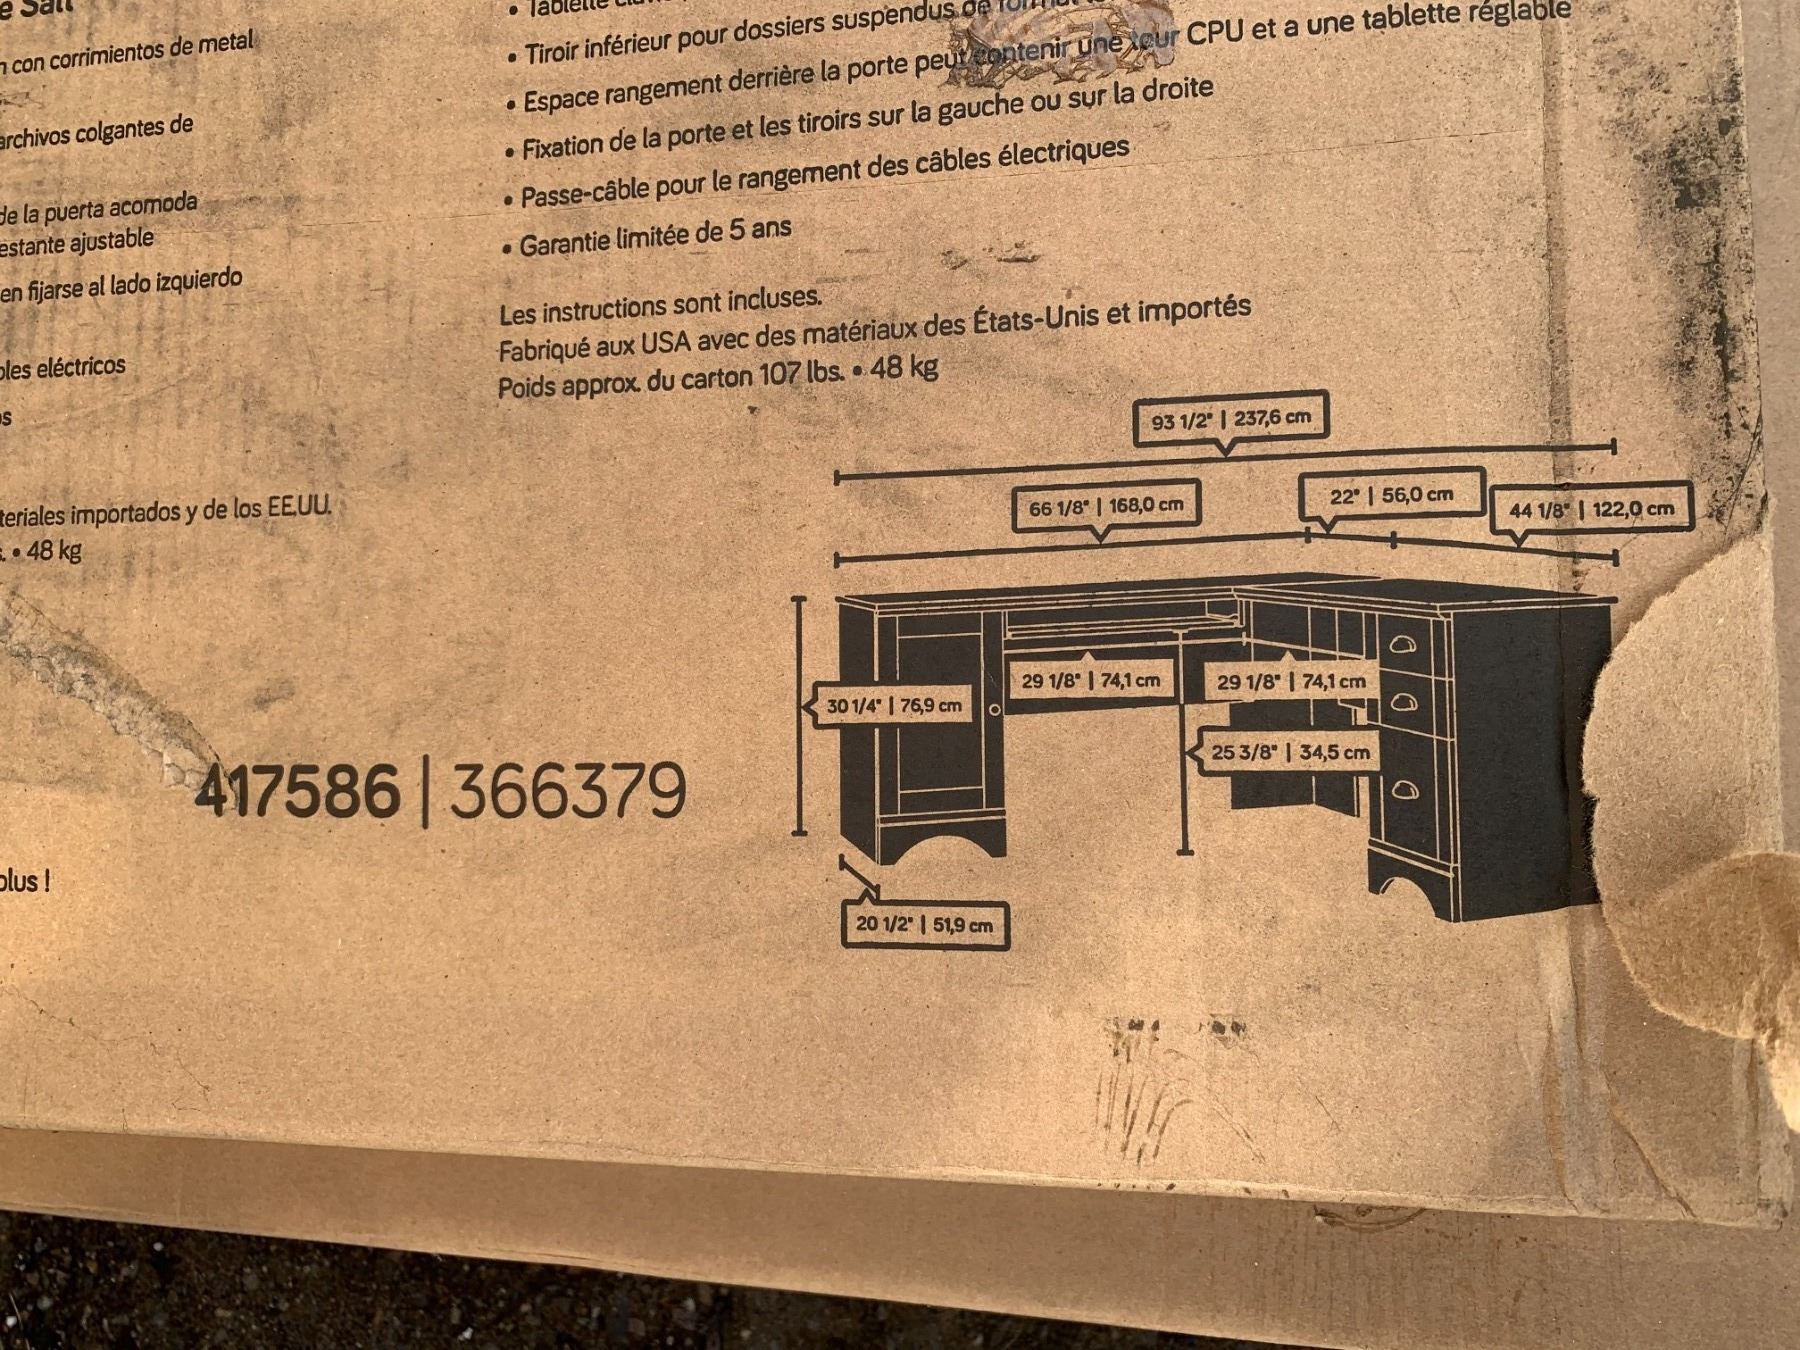 e Salt
n con corrimientos de metal
archivos colgantes de
de la puerta acomoda
estante ajustable
en fijarse al lado izquierdo
bles eléctricos
os
teriales importados y de los EE.UU.
. • 48 kg
plus !
• Tablette
• Tiroir inférieur pour dossiers suspendus de format
• Espace rangement derrière la porte peut contenir une tour CPU et a une tablette réglable
• Fixation de la porte et les tiroirs sur la gauche ou sur la droite
• Passe-câble pour le rangement des câbles électriques
• Garantie limitée de 5 ans
Les instructions sont incluses.
Fabriqué aux USA avec des matériaux des États-Unis et importés
Poids approx. du carton 107 lbs. • 48 kg
417586 | 366379
93 1/2" | 237,6 cm
66 1/8" | 168,0 cm
22" | 56,0 cm
44 1/8" | 122,0 cm
29 1/8" | 74,1 cm
29 1/8" | 74,1 cm
30 1/4" | 76,9 cm
25 3/8" | 34,5 cm
20 1/2" | 51,9 cm